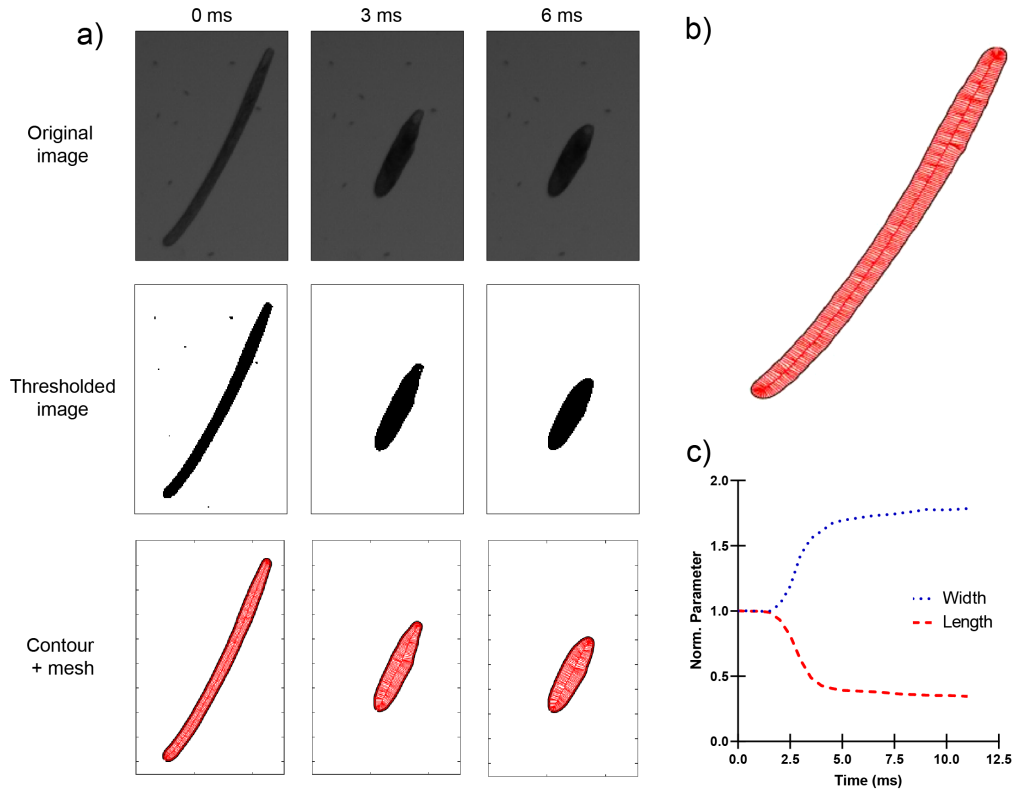 a)
0 ms
3 ms
6 ms
Original
image
Thresholded
image
Contour
+ mesh
b)
c)
2.0
1.5
1.0
0.5
0.0
Norm. Parameter
Width
Length
0.0
2.5
5.0
7.5
10.0
12.5
Time (ms)